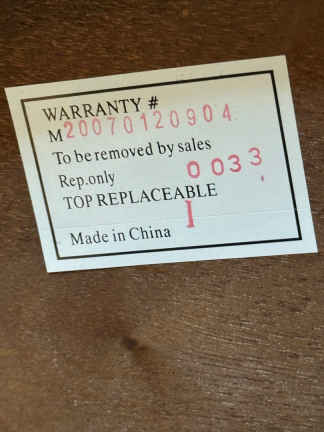 WARRANTY #
M20070120904
To be removed by sales
Rep.only 0033
TOP REPLACEABLE
I
Made in China